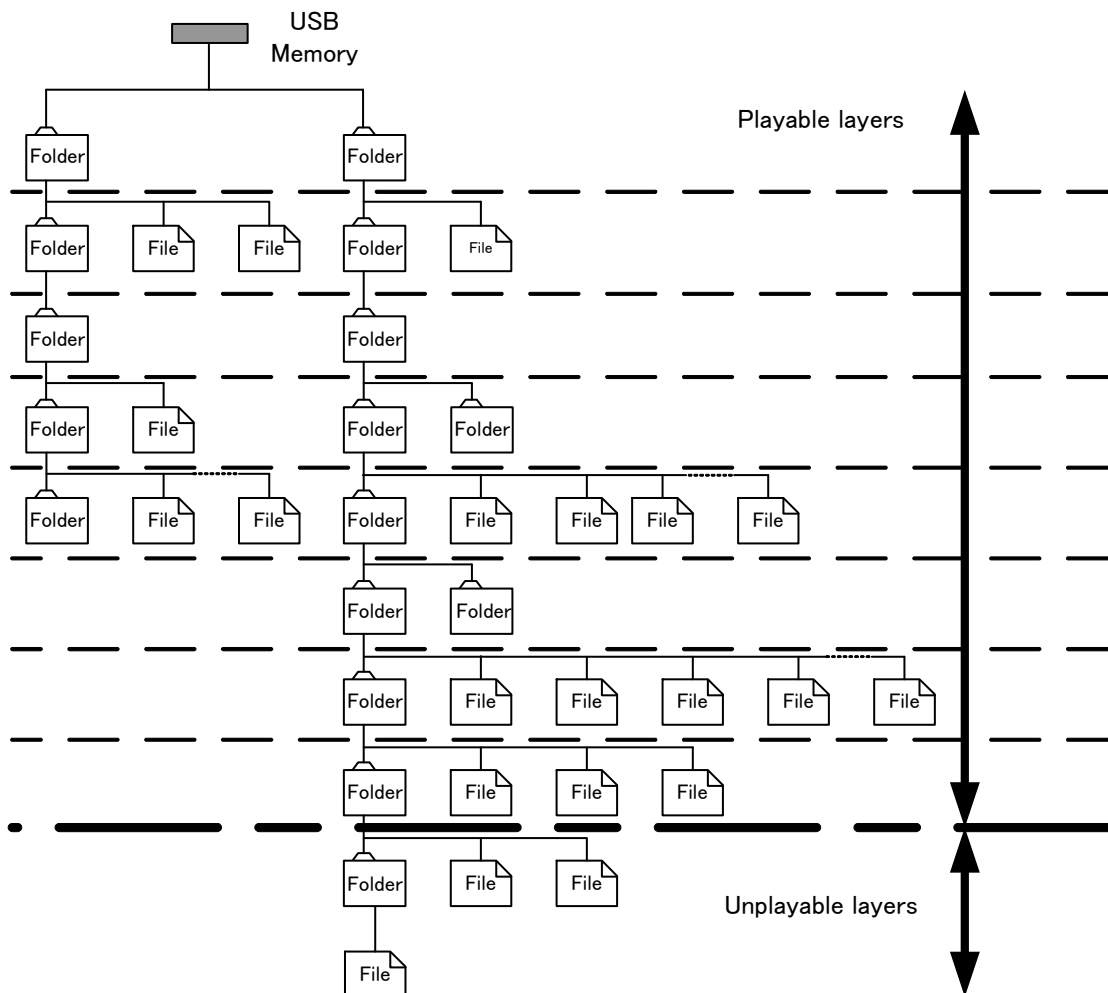 USB
Memory
Playable layers
Folder Folder
Folder File File Folder File
Folder Folder
Folder File Folder Folder
Folder File File Folder File File File File
Folder Folder
Folder File File File File File
Folder File File File
Folder File File
Unplayable layers
File